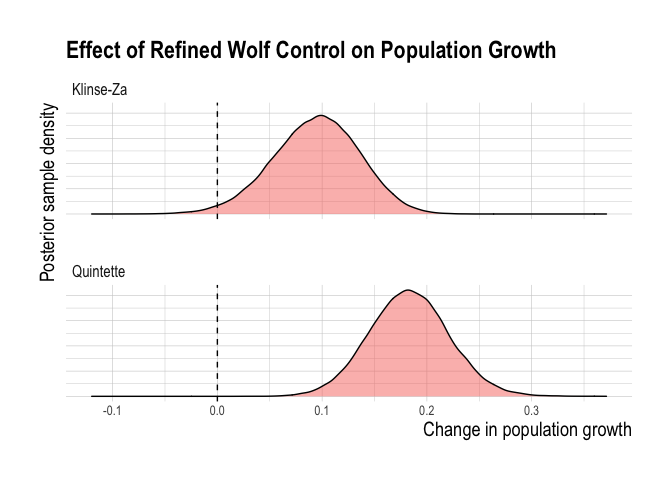 Effect of Refined Wolf Control on Population Growth
Klinse-Za
Posterior sample density
Quintette
-0.1 0.0 0.1 0.2 0.3
Change in population growth